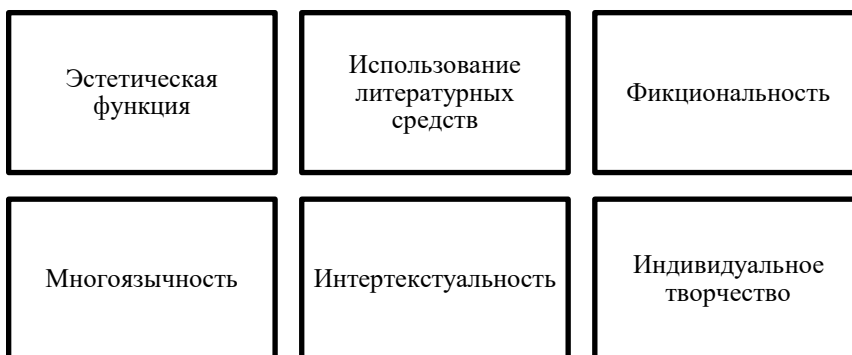 Эстетическая
функция
Использование
литературных
средств
Фикциональность
Многоязычность
Интертекстуальность
Индивидуальное
творчество